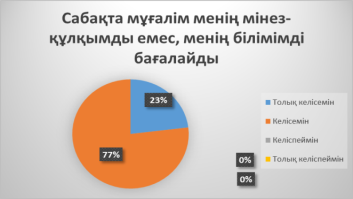 Сабақта мұғалім менің мінез-
құлқымды емес, менің білімімді
бағалайды
23%
77%
0%
0%
Толық келісемін
Келісемін
Келіспеймін
Толық келіспеймін